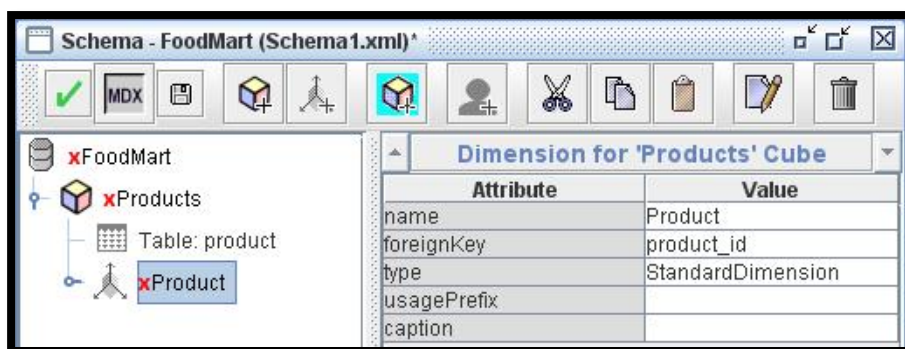 Schema - FoodMart (Schema1.xml)*
MDX
xFoodMart
xProducts
Table: product
xProduct
Dimension for 'Products' Cube
Attribute Value
name Product
foreignKey product_id
type StandardDimension
usagePrefix
caption